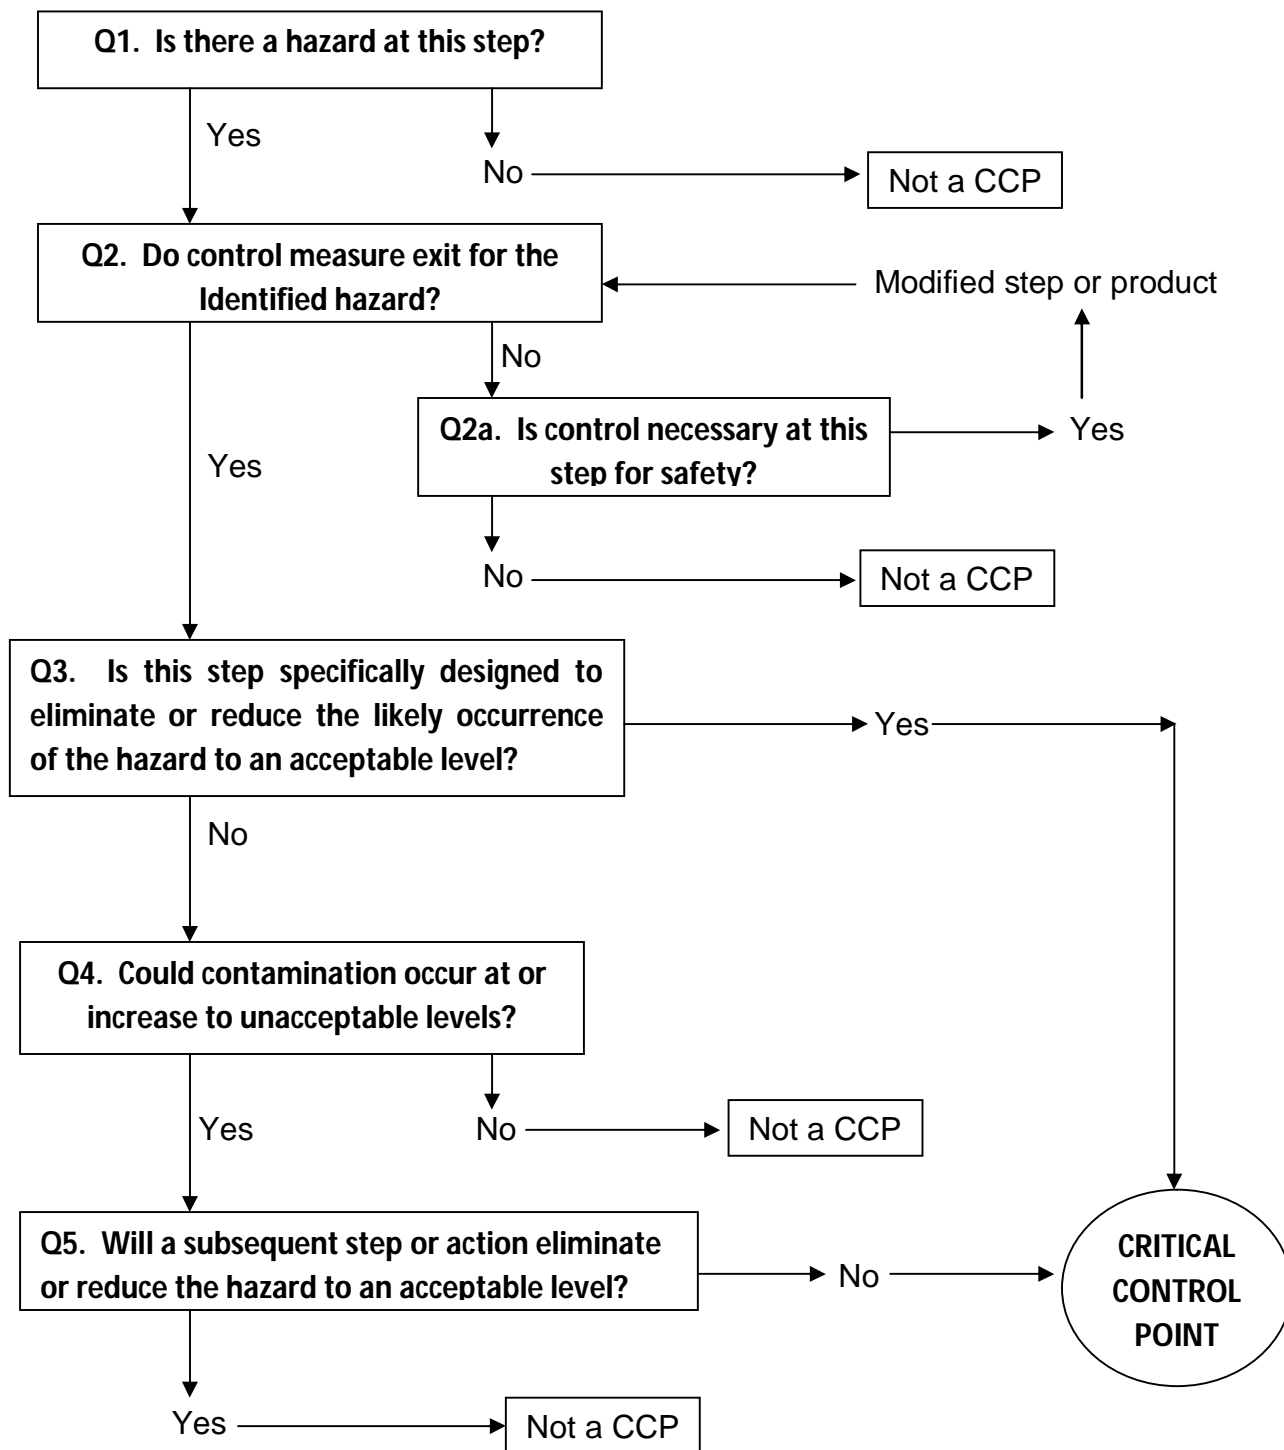 Q1. Is there a hazard at this step?
Yes
No
Not a CCP
Q2. Do control measure exit for the
Identified hazard?
Modified step or product
No
Q2a. Is control necessary at this
step for safety?
Yes
Yes
No
Not a CCP
Q3. Is this step specifically designed to
eliminate or reduce the likely occurrence
of the hazard to an acceptable level?
Yes
No
Q4. Could contamination occur at or
increase to unacceptable levels?
Yes
No
Not a CCP
Q5. Will a subsequent step or action eliminate
or reduce the hazard to an acceptable level?
No
CRITICAL
CONTROL
POINT
Yes
Not a CCP